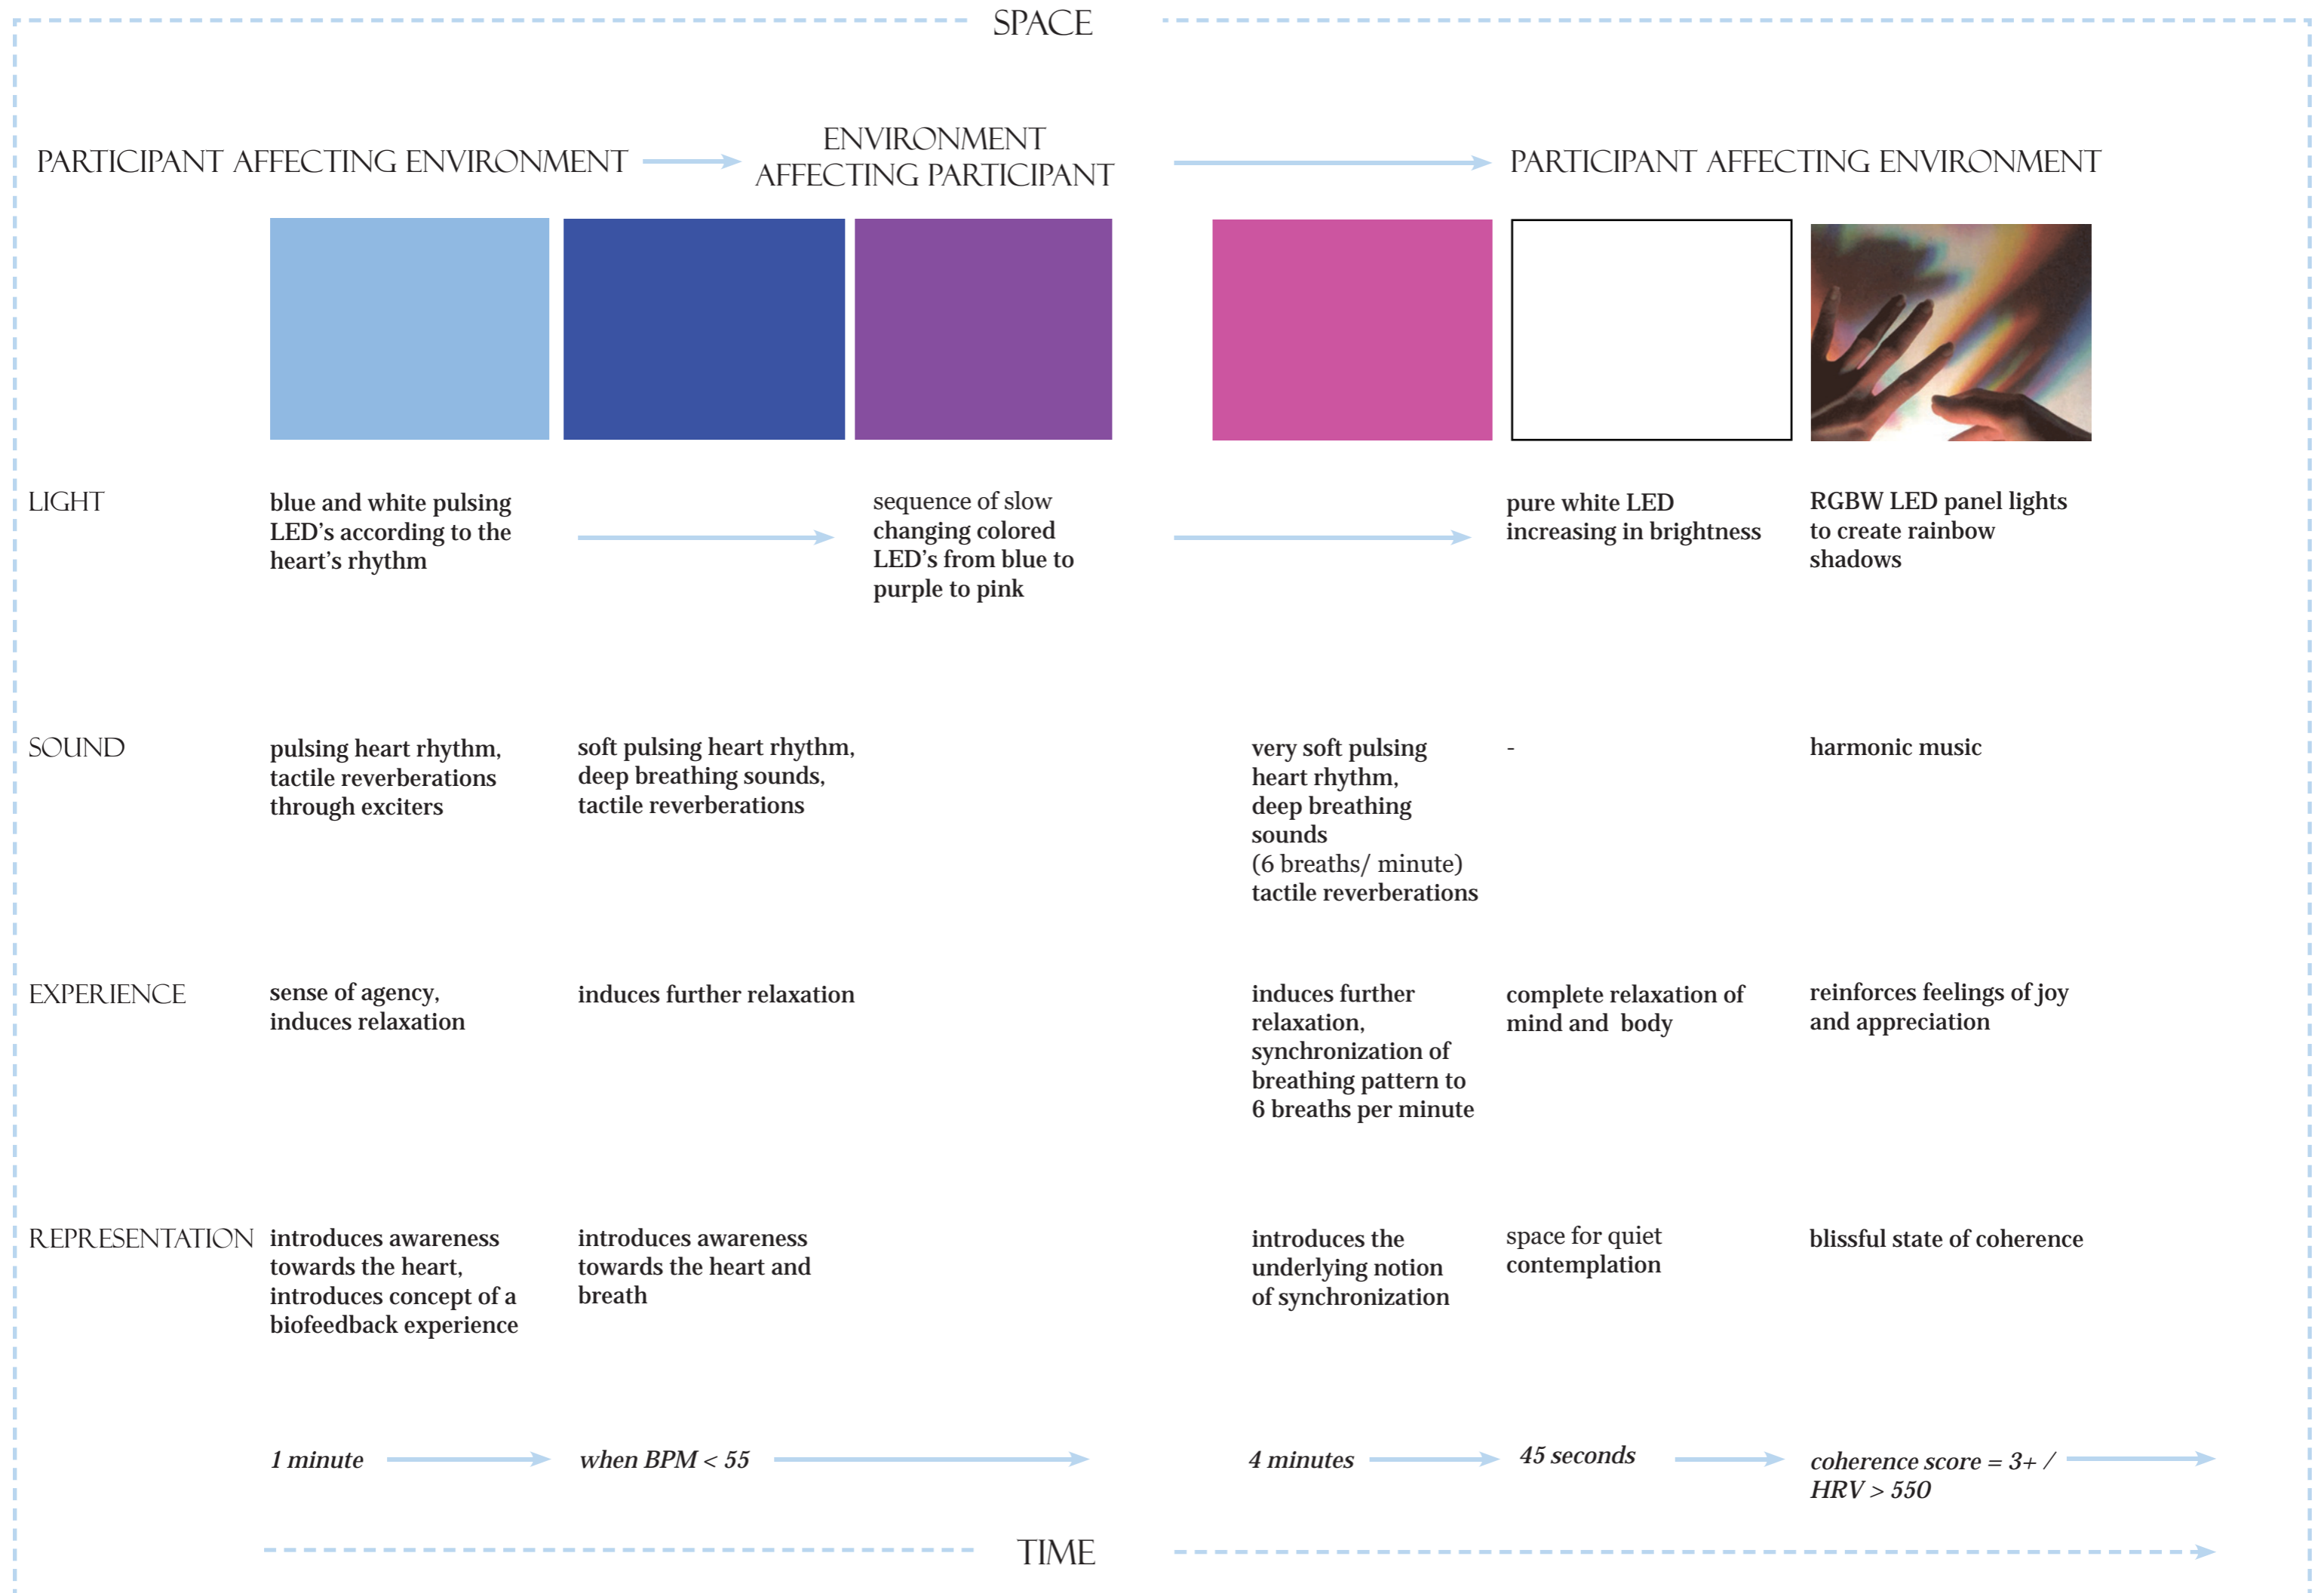 SPACE
PARTICIPANT AFFECTING ENVIRONMENT
ENVIRONMENT
AFFECTING PARTICIPANT
PARTICIPANT AFFECTING ENVIRONMENT
LIGHT
blue and white pulsing
LED's according to the
heart's rhythm
sequence of slow
changing colored
LED's from blue to
purple to pink
pure white LED
increasing in brightness
RGBW LED panel lights
to create rainbow
shadows
SOUND
pulsing heart rhythm,
tactile reverberations
through exciters
soft pulsing heart rhythm,
deep breathing sounds,
tactile reverberations
very soft pulsing
heart rhythm,
deep breathing
sounds
(6 breaths/ minute)
tactile reverberations
-
harmonic music
EXPERIENCE
sense of agency,
induces relaxation
induces further relaxation
induces further
relaxation,
synchronization of
breathing pattern to
6 breaths per minute
complete relaxation of
mind and body
reinforces feelings of joy
and appreciation
REPRESENTATION
introduces awareness
towards the heart,
introduces concept of a
biofeedback experience
introduces awareness
towards the heart and
breath
introduces the
underlying notion
of synchronization
space for quiet
contemplation
blissful state of coherence
1 minute
when BPM < 55
4 minutes
45 seconds
coherence score = 3+ /
HRV > 550
TIME